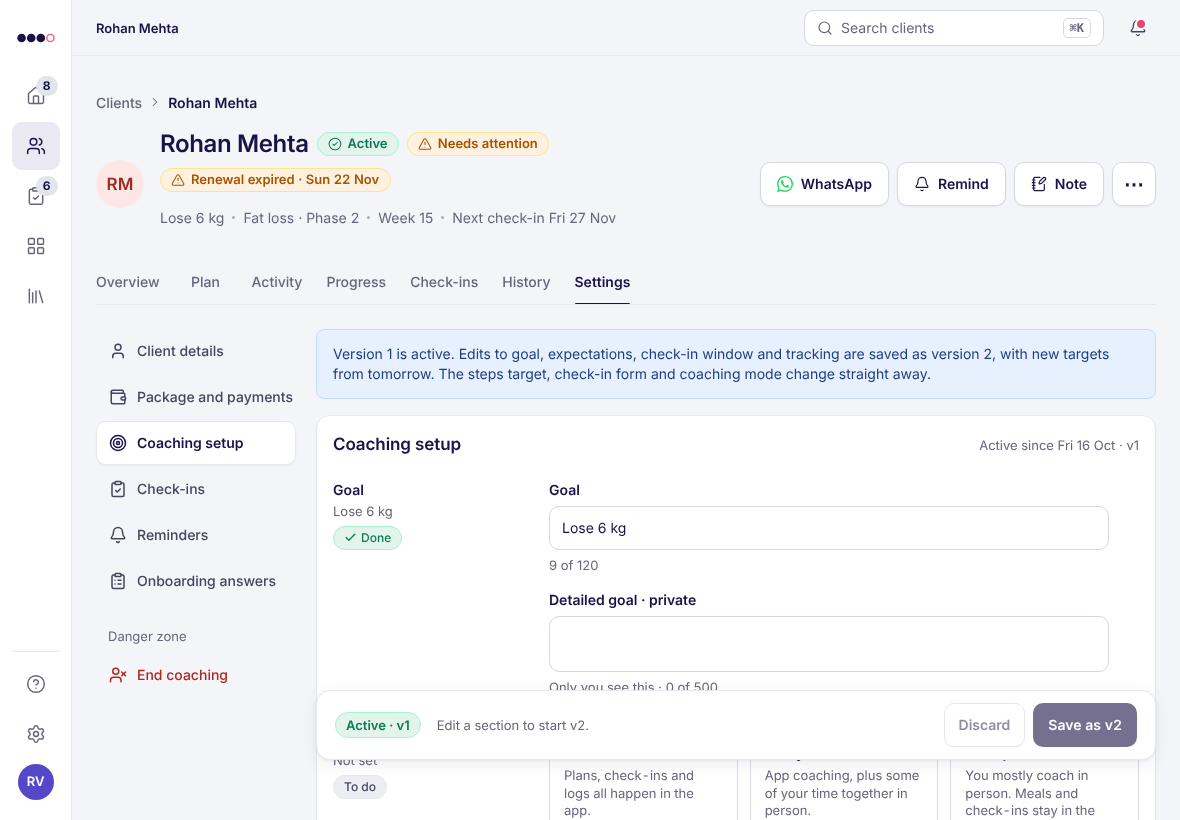 Rohan Mehta
Search clients
⌘K
8
6
Clients
Rohan Mehta
RM
Rohan Mehta
Active
Needs attention
Renewal expired · Sun 22 Nov
Lose 6 kg • Fat loss · Phase 2 • Week 15 • Next check-in Fri 27 Nov
WhatsApp
Remind
Note
Overview
Plan
Activity
Progress
Check-ins
History
Settings
Client details
Package and payments
Coaching setup
Check-ins
Reminders
Onboarding answers
Danger zone
End coaching
Version 1 is active. Edits to goal, expectations, check-in window and tracking are saved as version 2, with new targets
from tomorrow. The steps target, check-in form and coaching mode change straight away.
Coaching setup
Active since Fri 16 Oct · v1
Goal
Lose 6 kg
Done
Goal
Lose 6 kg
9 of 120
Detailed goal · private
Only you see this · 0 of 500
Active · v1
Edit a section to start v2.
Discard
Save as v2
Not set
To do
Plans, check-ins and
logs all happen in the
app.
App coaching, plus some
of your time together in
person.
You mostly coach in
person. Meals and
check-ins stay in the
RV